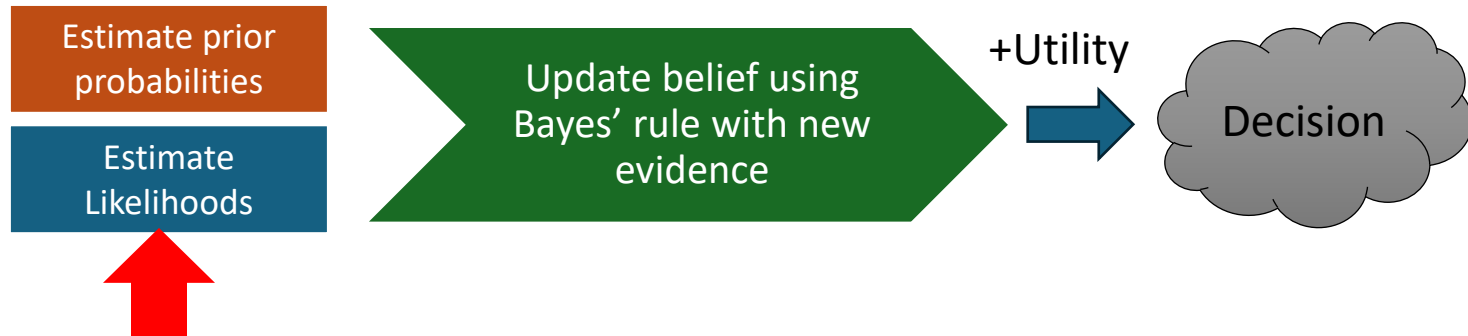 Estimate prior
probabilities
Estimate
Likelihoods
Update belief using
Bayes’ rule with new
evidence
+Utility
Decision